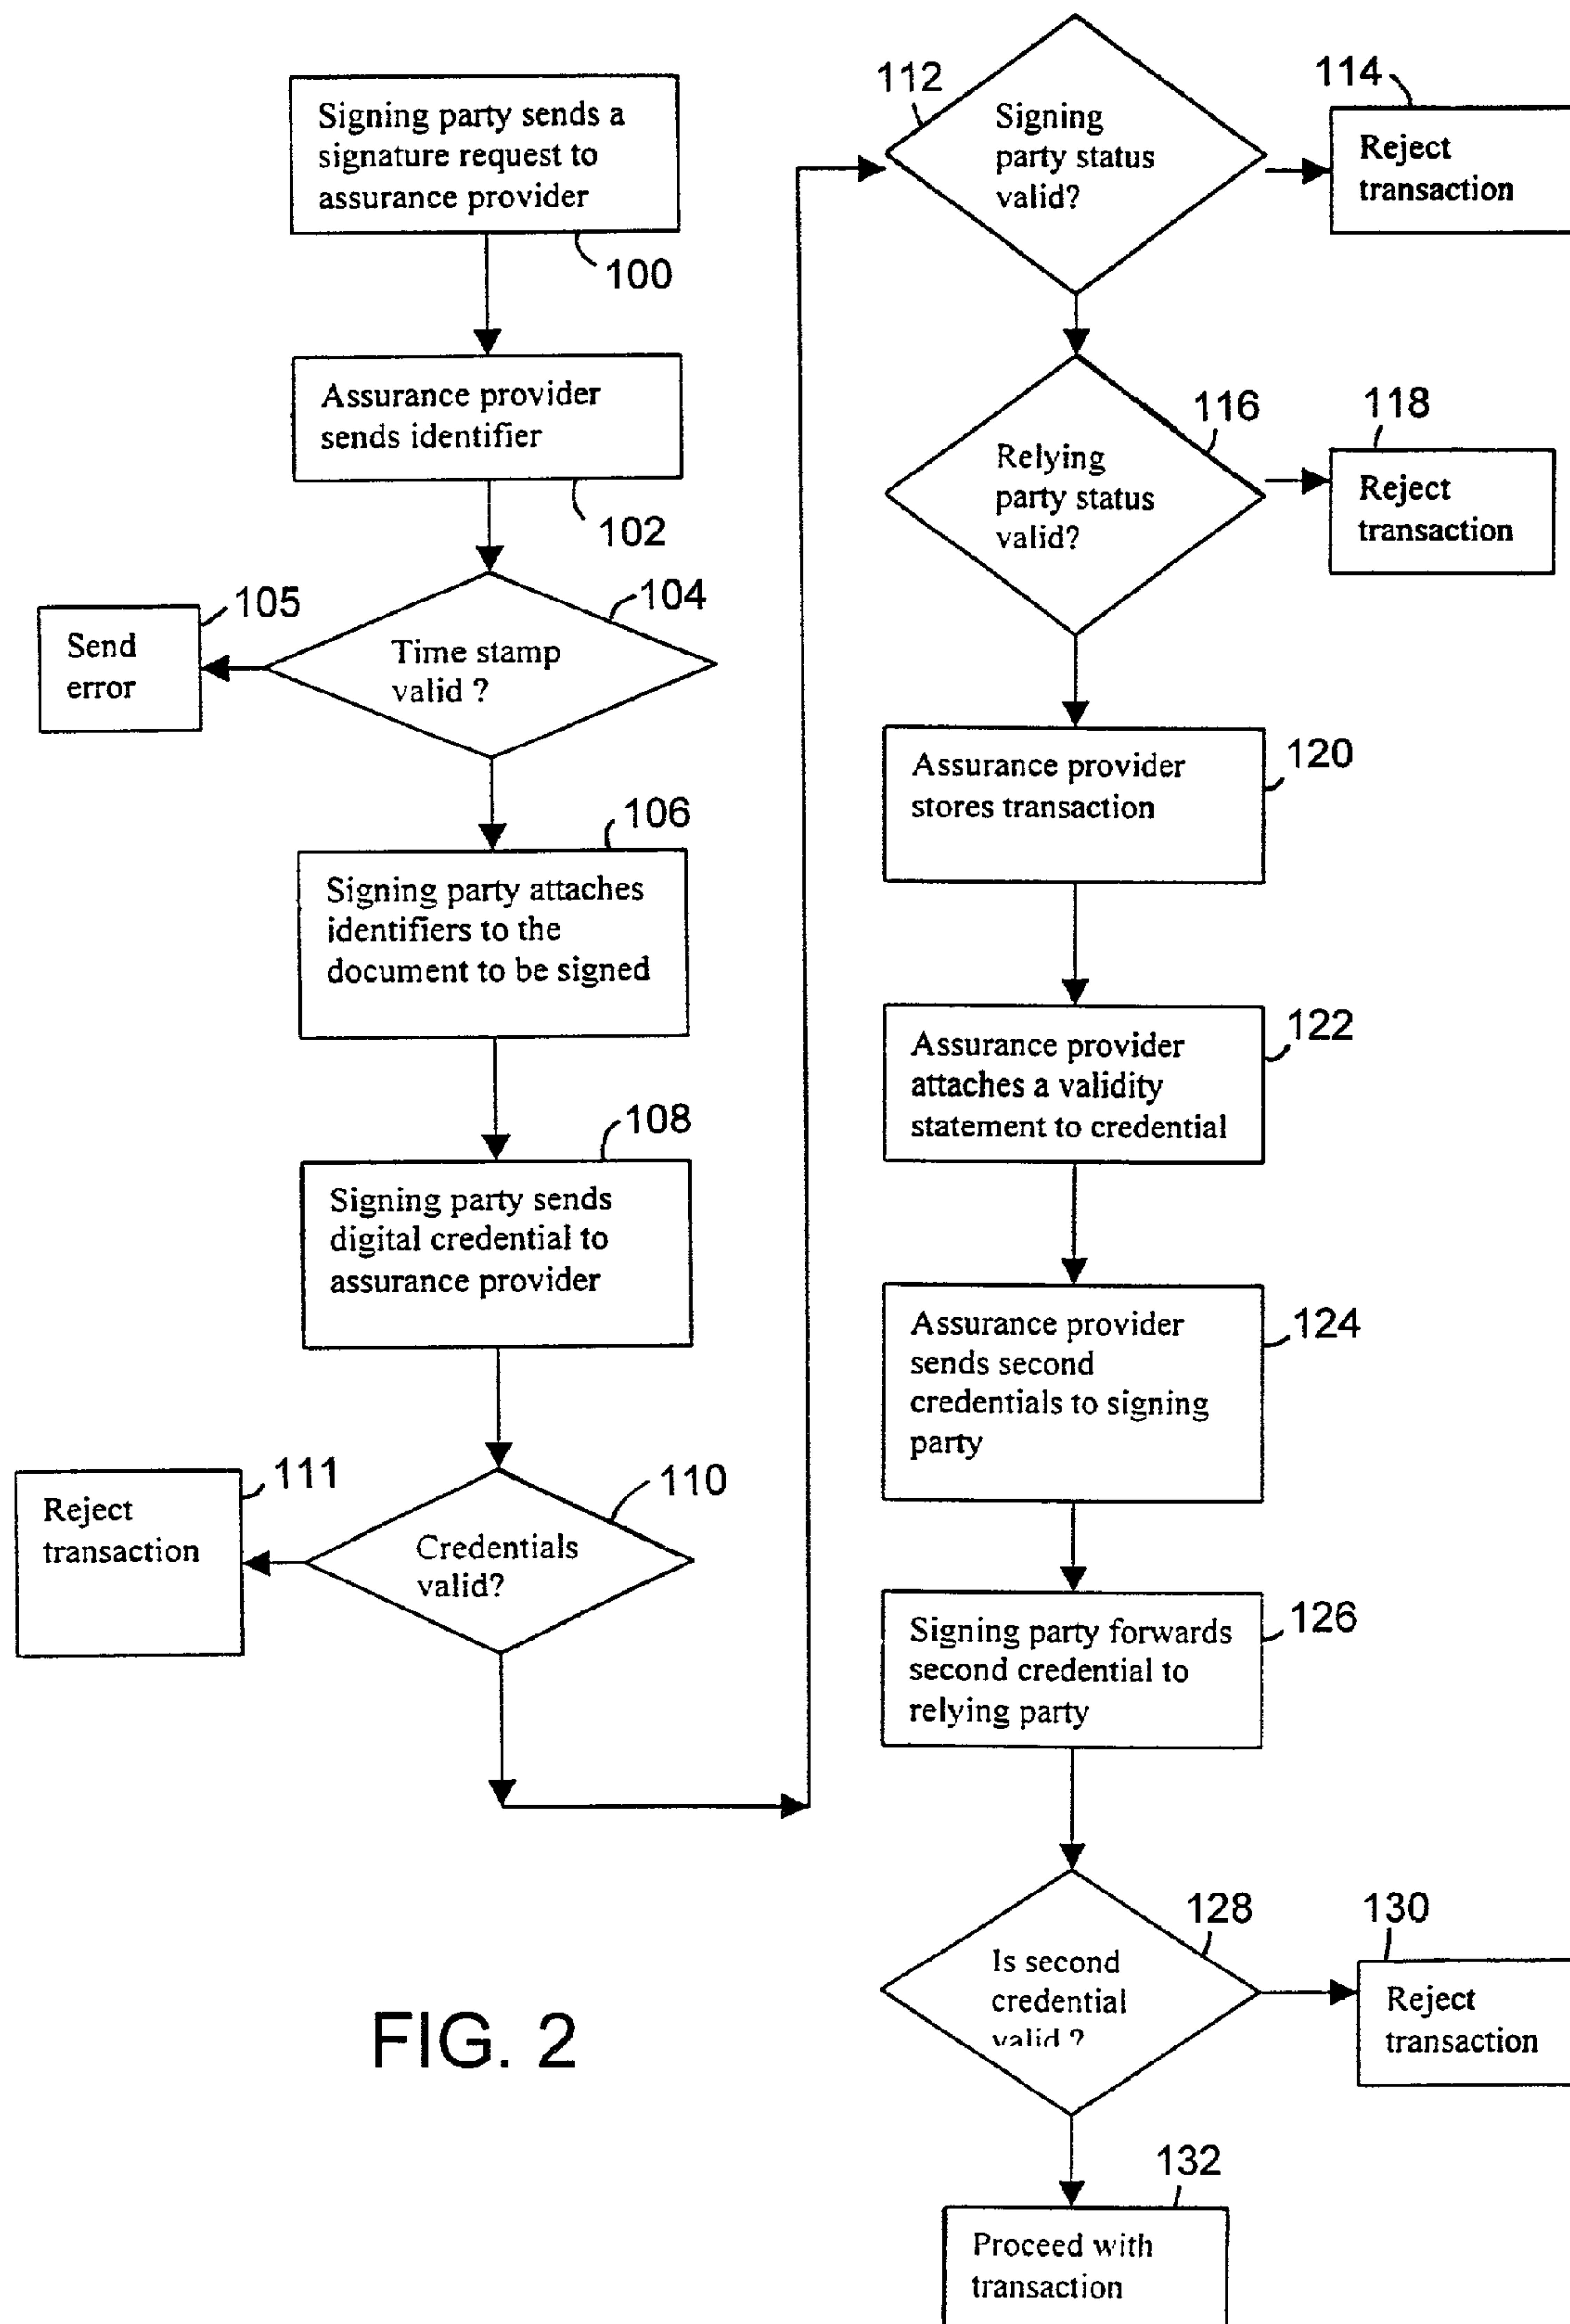 Signing party sends a
signature request to
assurance provider
100
Assurance provider
sends identifier
102
104
Time stamp
valid ?
105
Send
error
106
Signing party attaches
identifiers to the
document to be signed
108
Signing party sends
digital credential to
assurance provider
110
Credentials
valid?
111
Reject
transaction
112
Signing
party status
valid?
114
Reject
transaction
116
Relying
party status
valid?
118
Reject
transaction
120
Assurance provider
stores transaction
122
Assurance provider
attaches a validity
statement to credential
124
Assurance provider
sends second
credentials to signing
party
126
Signing party forwards
second credential to
relying party
128
Is second
credential
valid ?
130
Reject
transaction
132
Proceed with
transaction
FIG. 2